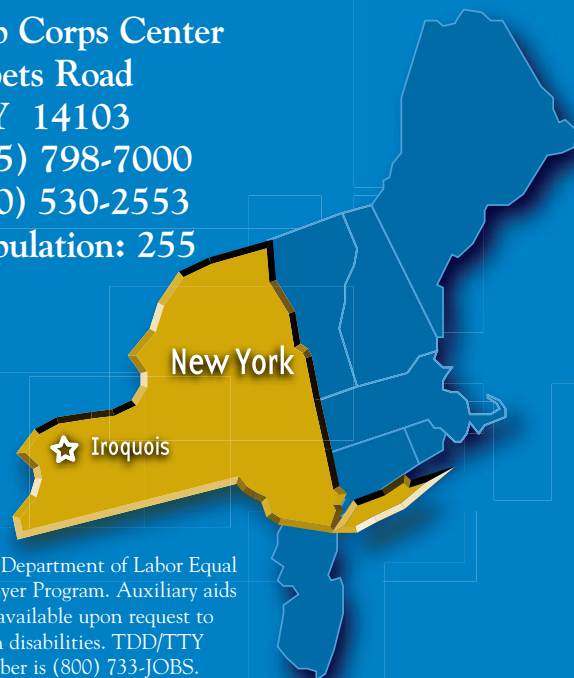 Corps Center
Road
14103
798-7000
530-2553
255
New York
Iroquois
Department of Labor Equal
Program. Auxiliary aids
available upon request to
disabilities. TDD/TTY
is (800) 733-JOBS.